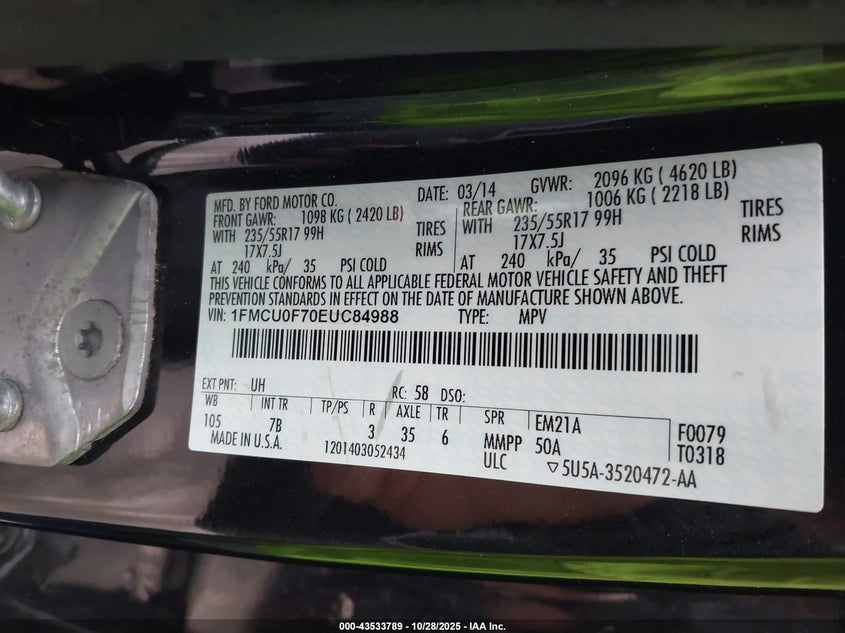 MFD. BY FORD MOTOR CO. DATE: 03/14 GVWR: 2096 KG ( 4620 LB)
FRONT GAWR: 1098 KG ( 2420 LB) REAR GAWR: 1006 KG ( 2218 LB)
WITH 235/55R17 99H TIRES WITH 235/55R17 99H TIRES
17X7.5J RIMS 17X7.5J RIMS
AT 240 kPa/ 35 PSI COLD AT 240 kPa/ 35 PSI COLD
THIS VEHICLE CONFORMS TO ALL APPLICABLE FEDERAL MOTOR VEHICLE SAFETY AND THEFT
PREVENTION STANDARDS IN EFFECT ON THE DATE OF MANUFACTURE SHOWN ABOVE.
VIN: 1FMCU0F70EUC84988 TYPE: MPV
EXT PNT: UH RC: 58 DSO:
WB INT TR TP/PS R AXLE TR SPR EM21A F0079
105 7B 3 35 6 MMPP 50A T0318
MADE IN U.S.A. 1201403052434 ULC ▽5U5A-3520472-AA
000-43533789 - 10/28/2025 - IAA Inc.